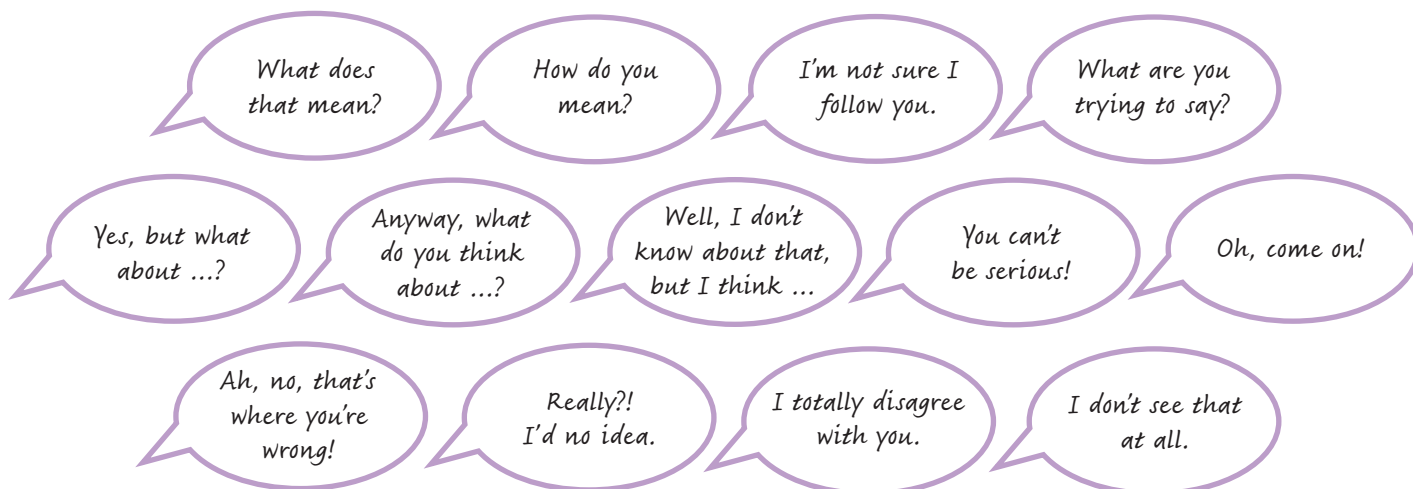 What does
that mean?
How do you
mean?
I'm not sure I
follow you.
What are you
trying to say?
Yes, but what
about ...?
Anyway, what
do you think
about ...?
Well, I don't
know about that,
but I think ...
You can't
be serious!
Oh, come on!
Ah, no, that's
where you're
wrong!
Really?!
I'd no idea.
I totally disagree
with you.
I don't see that
at all.